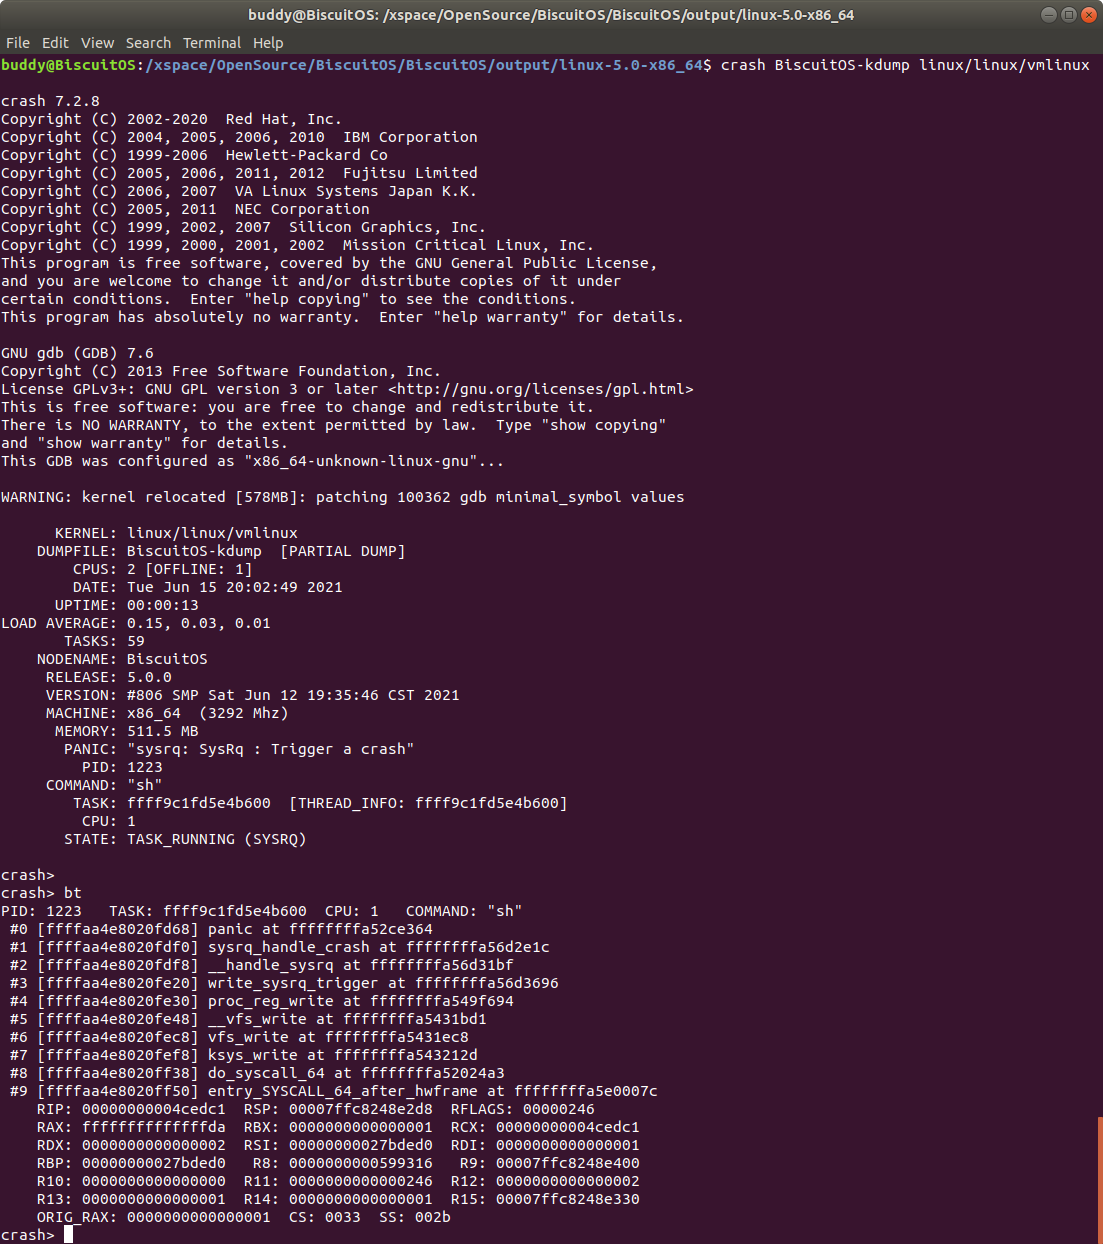 buddy@BiscuitOS: /xspace/OpenSource/BiscuitOS/BiscuitOS/output/linux-5.0-x86_64
File Edit View Search Terminal Help
buddy@BiscuitOS:/xspace/OpenSource/BiscuitOS/BiscuitOS/output/linux-5.0-x86_64$ crash BiscuitOS-kdump linux/linux/vmlinux
crash 7.2.8
Copyright (C) 2002-2020  Red Hat, Inc.
Copyright (C) 2004, 2005, 2006, 2010  IBM Corporation
Copyright (C) 1999-2006  Hewlett-Packard Co
Copyright (C) 2005, 2006, 2011, 2012  Fujitsu Limited
Copyright (C) 2006, 2007  VA Linux Systems Japan K.K.
Copyright (C) 2005, 2011  NEC Corporation
Copyright (C) 1999, 2002, 2007  Silicon Graphics, Inc.
Copyright (C) 1999, 2000, 2001, 2002  Mission Critical Linux, Inc.
This program is free software, covered by the GNU General Public License,
and you are welcome to change it and/or distribute copies of it under
certain conditions.  Enter "help copying" to see the conditions.
This program has absolutely no warranty.  Enter "help warranty" for details.
GNU gdb (GDB) 7.6
Copyright (C) 2013 Free Software Foundation, Inc.
License GPLv3+: GNU GPL version 3 or later <http://gnu.org/licenses/gpl.html>
This is free software: you are free to change and redistribute it.
There is NO WARRANTY, to the extent permitted by law.  Type "show copying"
and "show warranty" for details.
This GDB was configured as "x86_64-unknown-linux-gnu"...
WARNING: kernel relocated [578MB]: patching 100362 gdb minimal_symbol values
KERNEL: linux/linux/vmlinux
DUMPFILE: BiscuitOS-kdump  [PARTIAL DUMP]
CPUS: 2 [OFFLINE: 1]
DATE: Tue Jun 15 20:02:49 2021
UPTIME: 00:00:13
LOAD AVERAGE: 0.15, 0.03, 0.01
TASKS: 59
NODENAME: BiscuitOS
RELEASE: 5.0.0
VERSION: #806 SMP Sat Jun 12 19:35:46 CST 2021
MACHINE: x86_64  (3292 Mhz)
MEMORY: 511.5 MB
PANIC: "sysrq: SysRq : Trigger a crash"
PID: 1223
COMMAND: "sh"
TASK: ffff9c1fd5e4b600  [THREAD_INFO: ffff9c1fd5e4b600]
CPU: 1
STATE: TASK_RUNNING (SYSRQ)
crash>
crash> bt
PID: 1223   TASK: ffff9c1fd5e4b600  CPU: 1   COMMAND: "sh"
#0 [ffffaa4e8020fd68] panic at ffffffffa52ce364
#1 [ffffaa4e8020fdf0] sysrq_handle_crash at ffffffffa56d2e1c
#2 [ffffaa4e8020fdf8] __handle_sysrq at ffffffffa56d31bf
#3 [ffffaa4e8020fe20] write_sysrq_trigger at ffffffffa56d3696
#4 [ffffaa4e8020fe30] proc_reg_write at ffffffffa549f694
#5 [ffffaa4e8020fe48] __vfs_write at ffffffffa5431bd1
#6 [ffffaa4e8020fec8] vfs_write at ffffffffa5431ec8
#7 [ffffaa4e8020fef8] ksys_write at ffffffffa543212d
#8 [ffffaa4e8020ff38] do_syscall_64 at ffffffffa52024a3
#9 [ffffaa4e8020ff50] entry_SYSCALL_64_after_hwframe at ffffffffa5e0007c
RIP: 00000000004cedc1  RSP: 00007ffc8248e2d8  RFLAGS: 00000246
RAX: ffffffffffffffda  RBX: 0000000000000001  RCX: 00000000004cedc1
RDX: 0000000000000002  RSI: 00000000027bded0  RDI: 0000000000000001
RBP: 00000000027bded0   R8: 0000000000599316   R9: 00007ffc8248e400
R10: 0000000000000000  R11: 0000000000000246  R12: 0000000000000002
R13: 0000000000000001  R14: 0000000000000001  R15: 00007ffc8248e330
ORIG_RAX: 0000000000000001  CS: 0033  SS: 002b
crash>